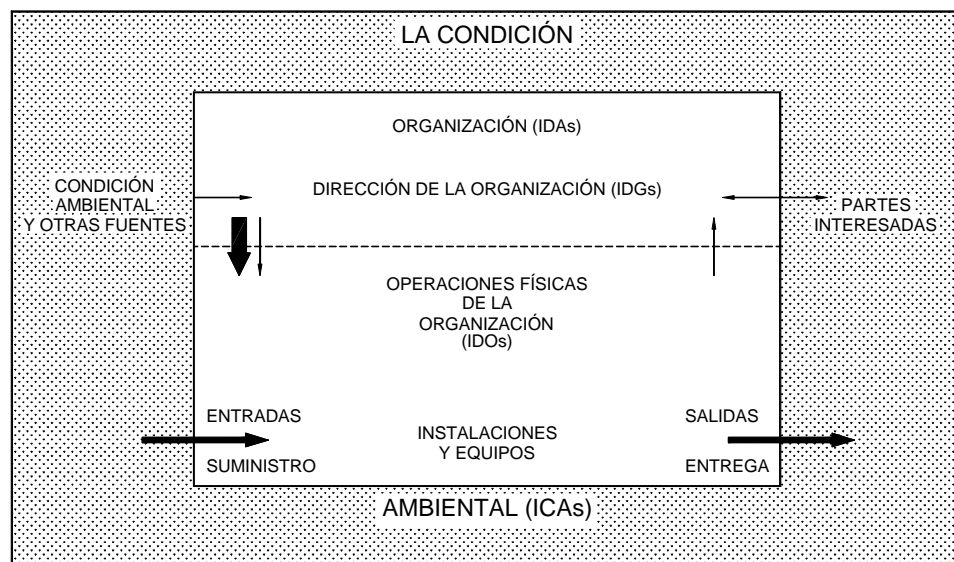 LA CONDICIÓN
ORGANIZACIÓN (IDAs)
DIRECCIÓN DE LA ORGANIZACIÓN (IDGs)
CONDICIÓN
AMBIENTAL
Y OTRAS FUENTES
PARTES
INTERESADAS
OPERACIONES FÍSICAS
DE LA
ORGANIZACIÓN
(IDOs)
ENTRADAS
SUMINISTRO
INSTALACIONES
Y EQUIPOS
SALIDAS
ENTREGA
AMBIENTAL (ICAs)